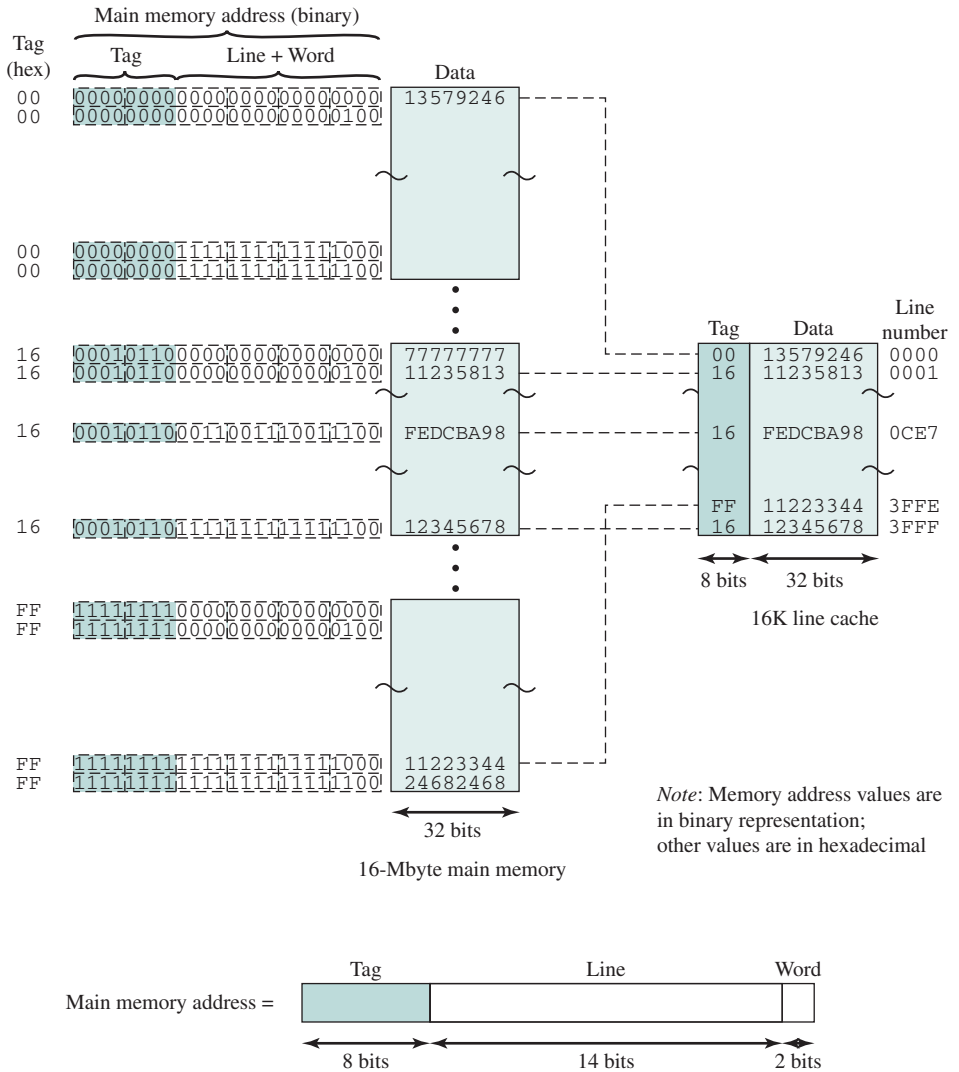 Main memory address (binary)
Tag
(hex)
Tag
Line + Word
Data
00
000000000000000000000000
13579246
00
000000000000000000000100
00
000000001111111111111000
00
000000001111111111111100
Line
Tag
Data
number
16
000101100000000000000000
77777777
00
13579246
0000
16
000101100000000000000100
11235813
16
11235813
0001
16
000101100011001110011100
FEDCBA98
16
FEDCBA98
0CE7
FF
11223344
3FFE
16
000101101111111111111100
12345678
16
12345678
3FFF
8 bits
32 bits
16K line cache
FF
111111110000000000000000
FF
111111110000000000000100
FF
111111111111111111111000
11223344
FF
111111111111111111111100
24682468
32 bits
16-Mbyte main memory
Note: Memory address values are
in binary representation;
other values are in hexadecimal
Tag
Line
Word
Main memory address =
8 bits
14 bits
2 bits